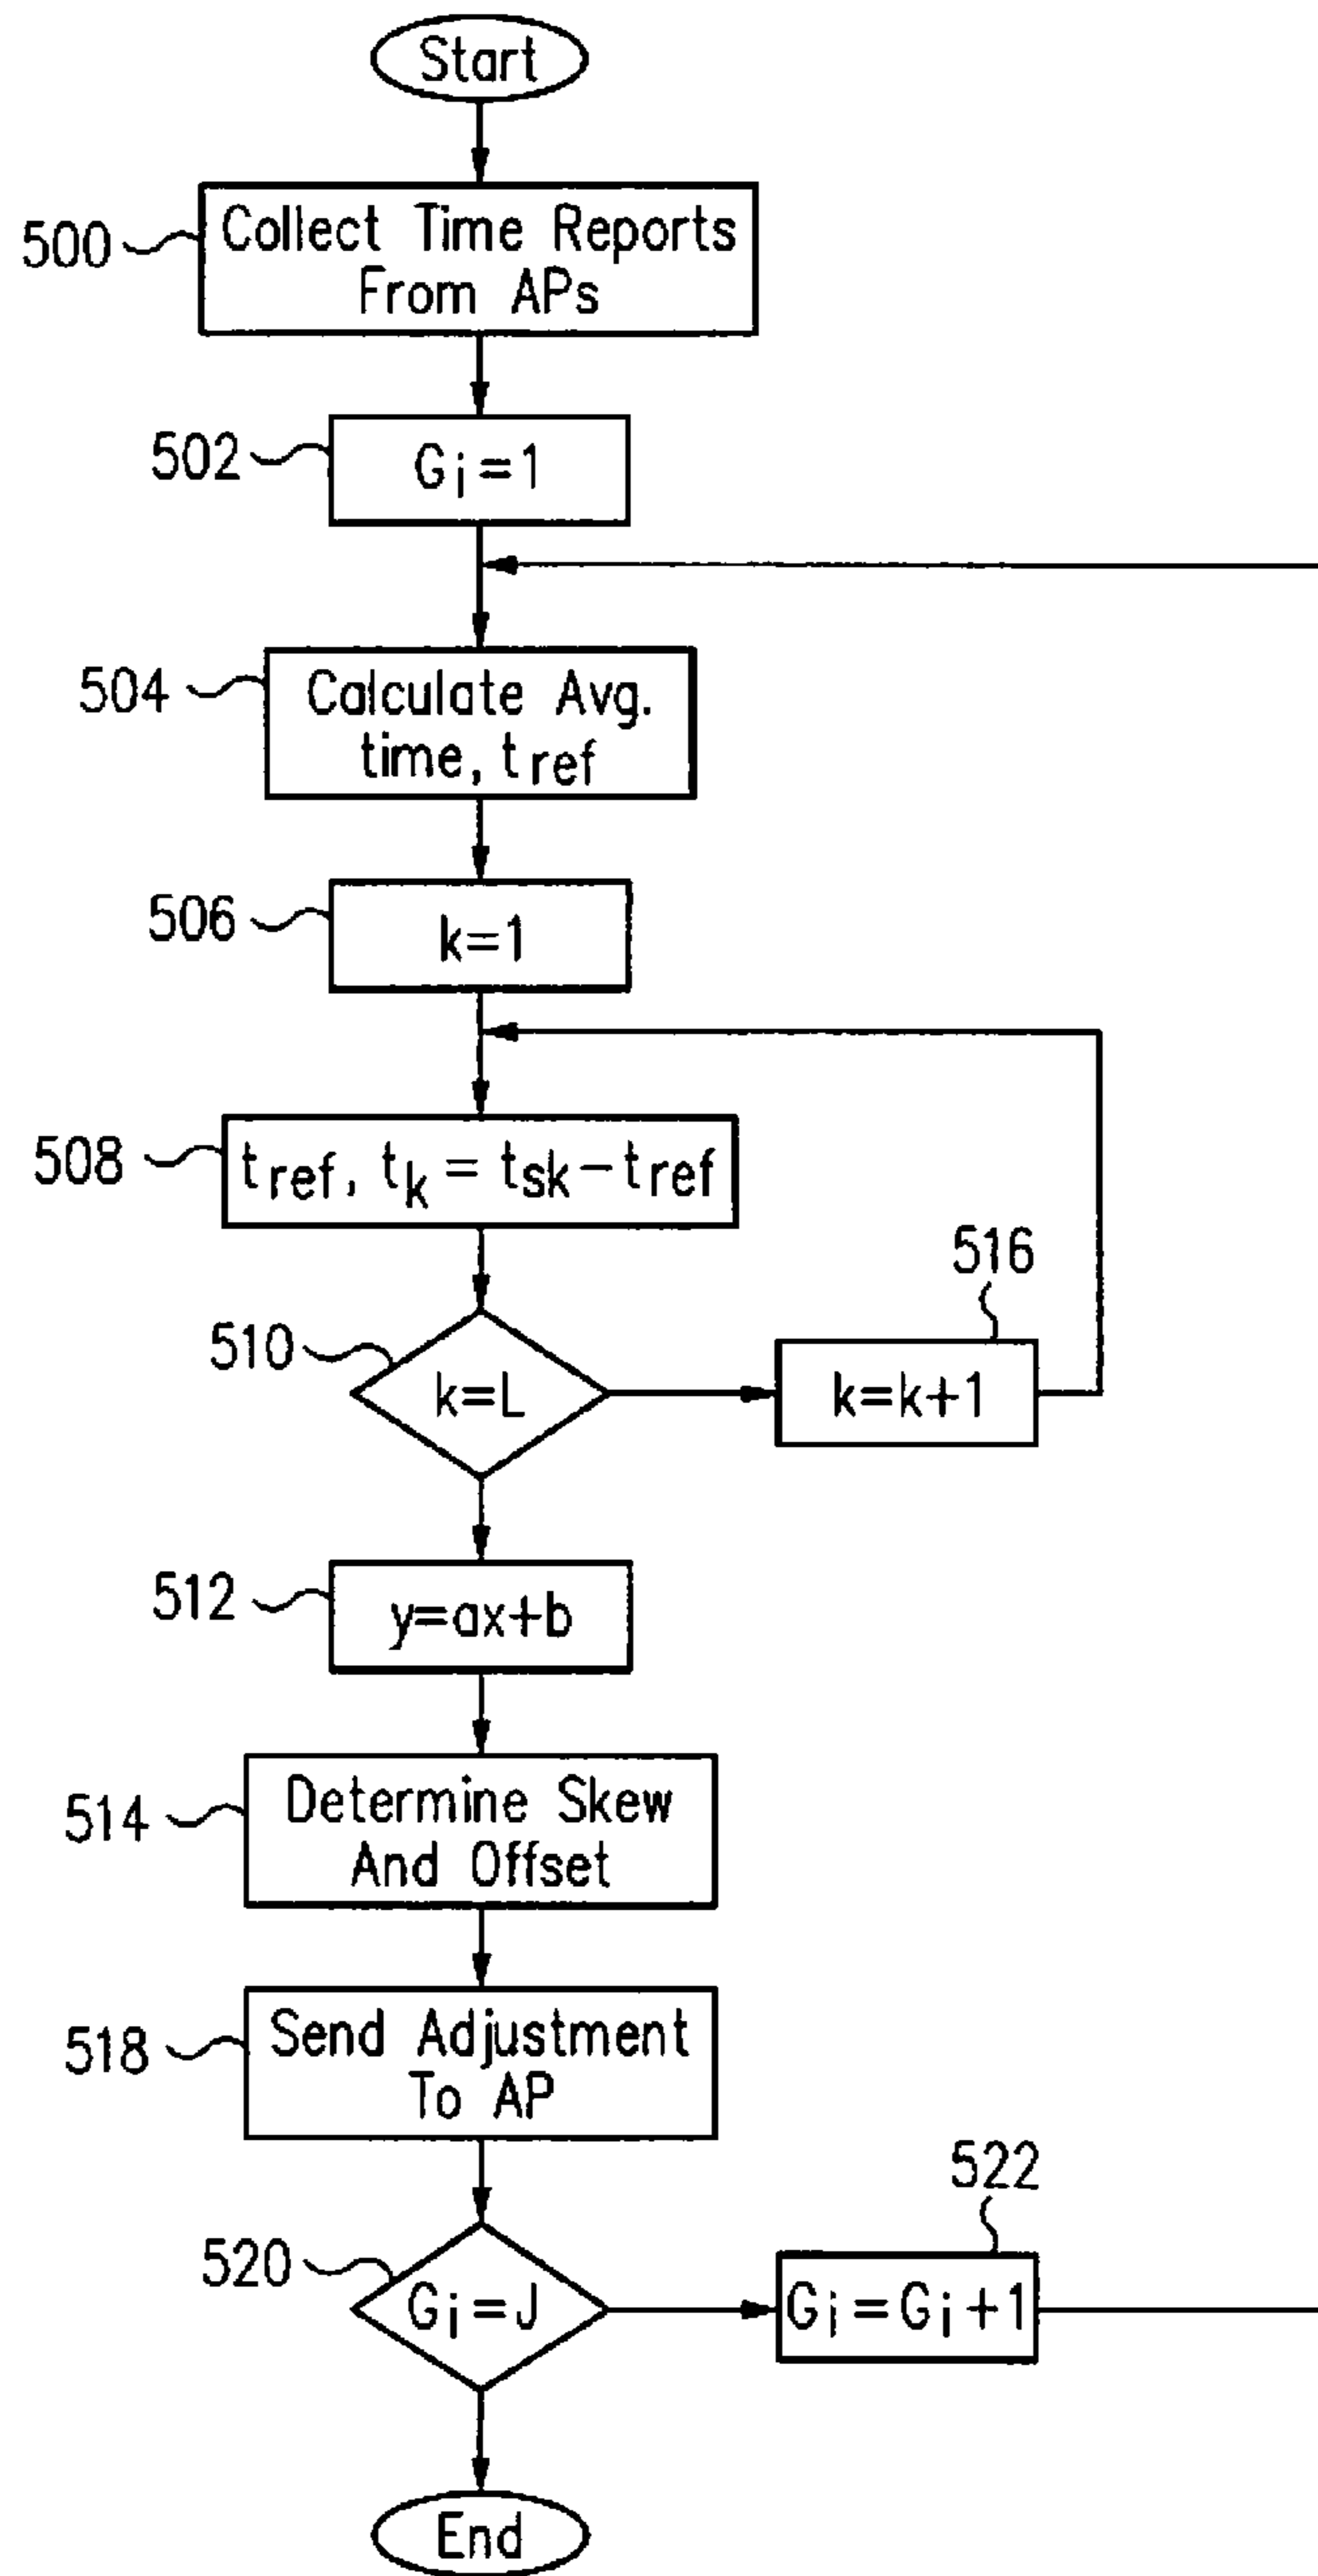 Start
500
Collect Time Reports
From APs
502
Gi=1
504
Calculate Avg.
time, tref
506
k=1
508
tref, tk = tsk-tref
516
510
k=L
k=k+1
512
y=ax+b
514
Determine Skew
And Offset
518
Send Adjustment
To AP
522
520
Gi=J
Gi=Gi+1
End